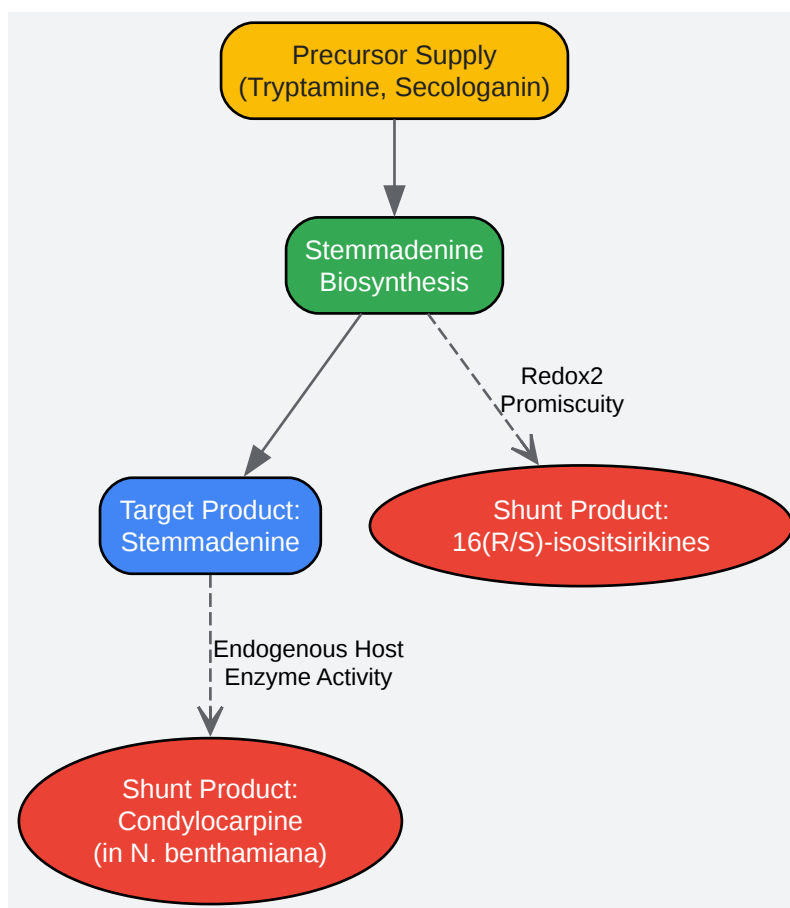 Precursor Supply
(Tryptamine, Secologanin)
Stemmadenine
Biosynthesis
Redox2
Promiscuity
Target Product:
Stemmadenine
Shunt Product:
16(R/S)-isositsirikines
Endogenous Host
Enzyme Activity
Shunt Product:
Condylocarpine
(in N. benthamiana)